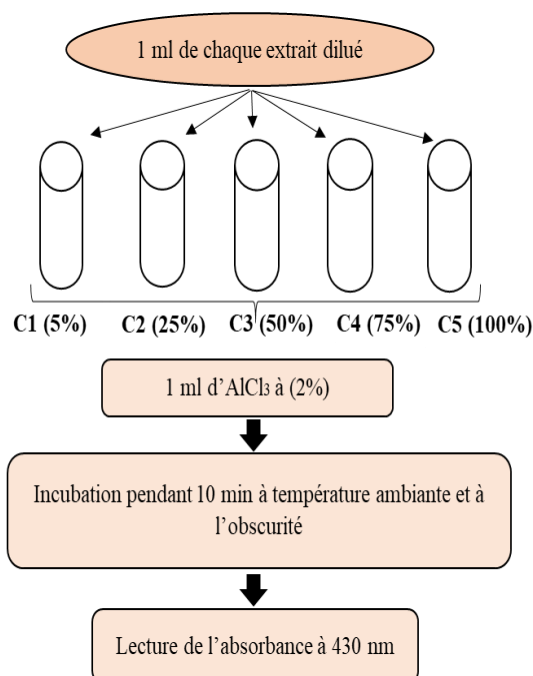 1 ml de chaque extrait dilué
C1 (5%) C2 (25%) C3 (50%) C4 (75%) C5 (100%)
1 ml d’AlCl₃ à (2%)
Incubation pendant 10 min à température ambiante et à
l’obscurité
Lecture de l’absorbance à 430 nm